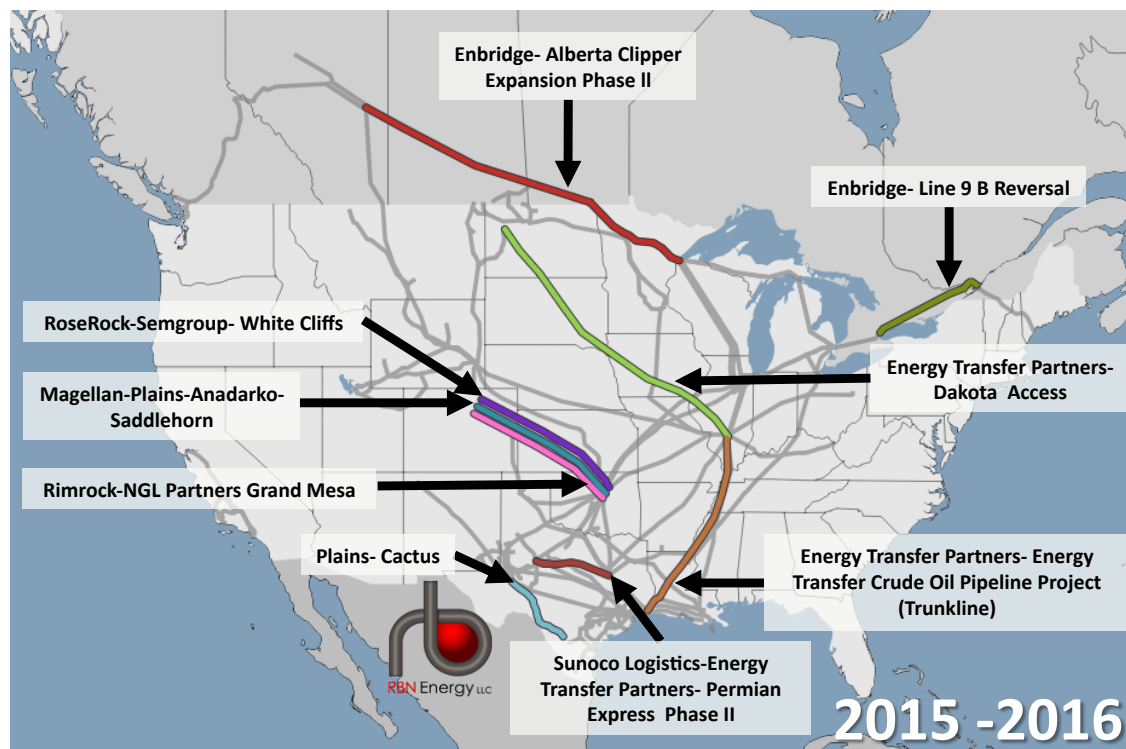 Enbridge- Alberta Clipper
Expansion Phase ll
Enbridge- Line 9 B Reversal
RoseRock-Semgroup- White Cliffs
Magellan-Plains-Anadarko-
Saddlehorn
Energy Transfer Partners-
Dakota Access
Rimrock-NGL Partners Grand Mesa
Plains- Cactus
Energy Transfer Partners- Energy
Transfer Crude Oil Pipeline Project
(Trunkline)
Sunoco Logistics-Energy
Transfer Partners- Permian
Express Phase II
RBN Energy LLC
2015 -2016